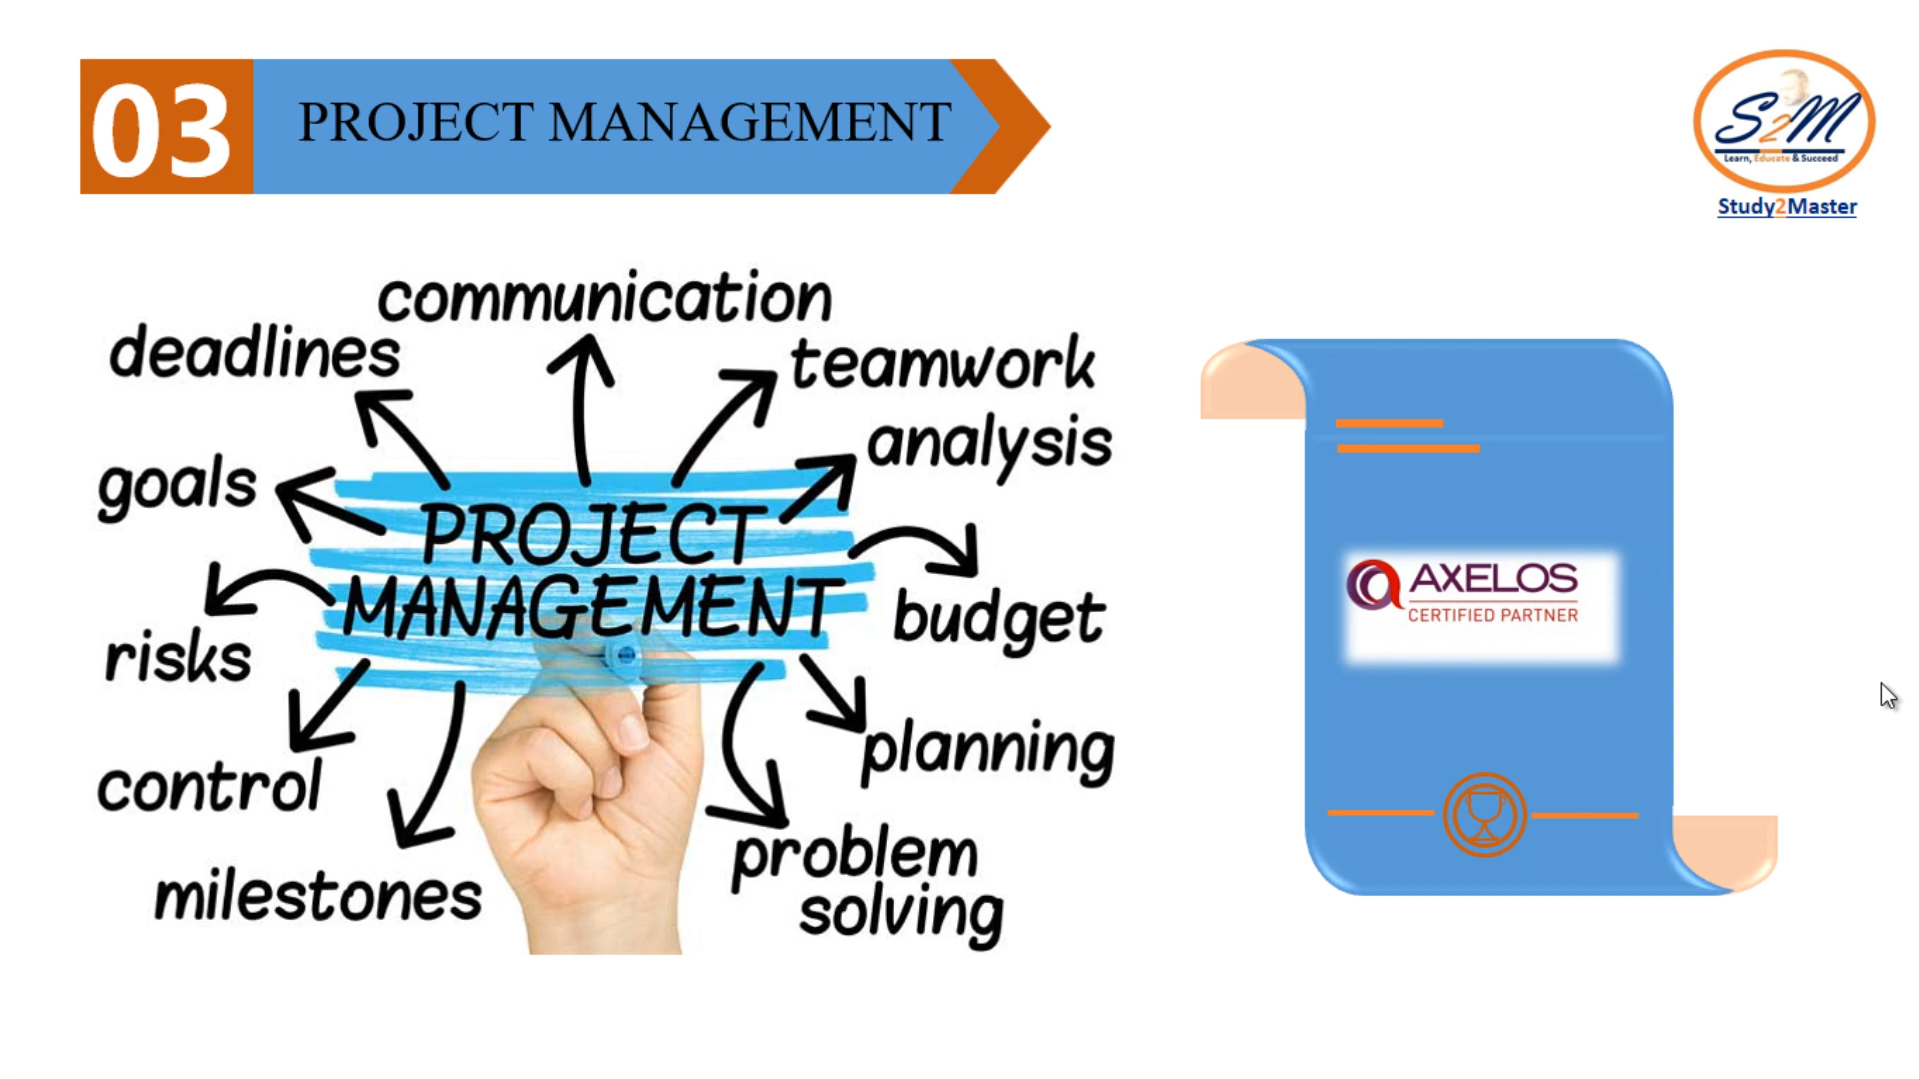 03
PROJECT MANAGEMENT
S2M
Learn, Educate & Succeed
Study2Master
communication
deadlines
teamwork
analysis
goals
PROJECT
MANAGEMENT
budget
risks
planning
control
problem
solving
milestones
AXELOS
CERTIFIED PARTNER